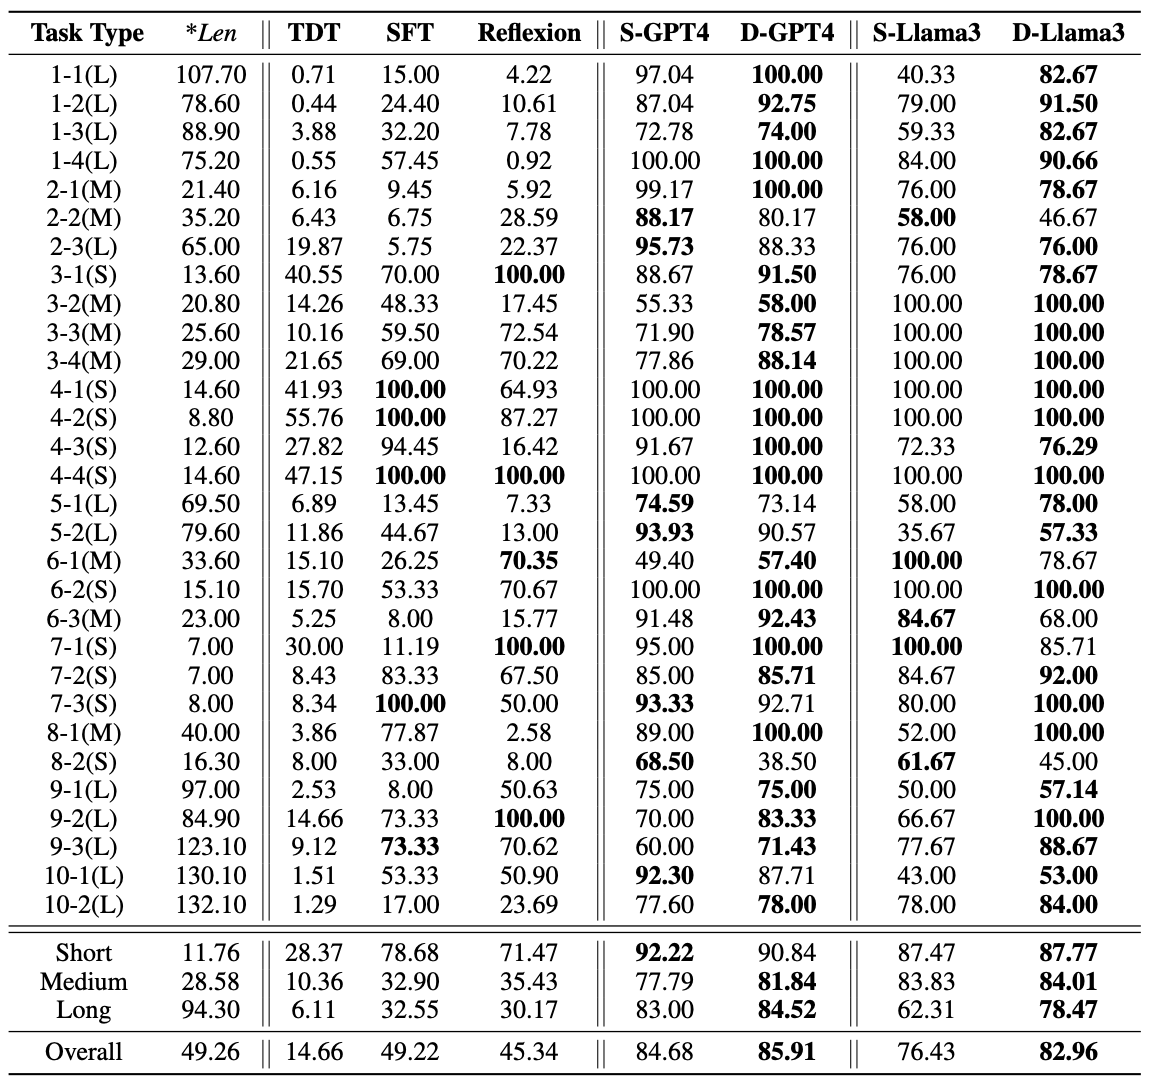 Task Type *Len TDT SFT Reflexion S-GPT4 D-GPT4 S-Llama3 D-Llama3
1-1(L) 107.70 0.71 15.00 4.22 97.04 100.00 40.33 82.67
1-2(L) 78.60 0.44 24.40 10.61 87.04 92.75 79.00 91.50
1-3(L) 88.90 3.88 32.20 7.78 72.78 74.00 59.33 82.67
1-4(L) 75.20 0.55 57.45 0.92 100.00 100.00 84.00 90.66
2-1(M) 21.40 6.16 9.45 5.92 99.17 100.00 76.00 78.67
2-2(M) 35.20 6.43 6.75 28.59 88.17 80.17 58.00 46.67
2-3(L) 65.00 19.87 5.75 22.37 95.73 88.33 76.00 76.00
3-1(S) 13.60 40.55 70.00 100.00 88.67 91.50 76.00 78.67
3-2(M) 20.80 14.26 48.33 17.45 55.33 58.00 100.00 100.00
3-3(M) 25.60 10.16 59.50 72.54 71.90 78.57 100.00 100.00
3-4(M) 29.00 21.65 69.00 70.22 77.86 88.14 100.00 100.00
4-1(S) 14.60 41.93 100.00 64.93 100.00 100.00 100.00 100.00
4-2(S) 8.80 55.76 100.00 87.27 100.00 100.00 100.00 100.00
4-3(S) 12.60 27.82 94.45 16.42 91.67 100.00 72.33 76.29
4-4(S) 14.60 47.15 100.00 100.00 100.00 100.00 100.00 100.00
5-1(L) 69.50 6.89 13.45 7.33 74.59 73.14 58.00 78.00
5-2(L) 79.60 11.86 44.67 13.00 93.93 90.57 35.67 57.33
6-1(M) 33.60 15.10 26.25 70.35 49.40 57.40 100.00 78.67
6-2(S) 15.10 15.70 53.33 70.67 100.00 100.00 100.00 100.00
6-3(M) 23.00 5.25 8.00 15.77 91.48 92.43 84.67 68.00
7-1(S) 7.00 30.00 11.19 100.00 95.00 100.00 100.00 85.71
7-2(S) 7.00 8.43 83.33 67.50 85.00 85.71 84.67 92.00
7-3(S) 8.00 8.34 100.00 50.00 93.33 92.71 80.00 100.00
8-1(M) 40.00 3.86 77.87 2.58 89.00 100.00 52.00 100.00
8-2(S) 16.30 8.00 33.00 8.00 68.50 38.50 61.67 45.00
9-1(L) 97.00 2.53 8.00 50.63 75.00 75.00 50.00 57.14
9-2(L) 84.90 14.66 73.33 100.00 70.00 83.33 66.67 100.00
9-3(L) 123.10 9.12 73.33 70.62 60.00 71.43 77.67 88.67
10-1(L) 130.10 1.51 53.33 50.90 92.30 87.71 43.00 53.00
10-2(L) 132.10 1.29 17.00 23.69 77.60 78.00 78.00 84.00
Short 11.76 28.37 78.68 71.47 92.22 90.84 87.47 87.77
Medium 28.58 10.36 32.90 35.43 77.79 81.84 83.83 84.01
Long 94.30 6.11 32.55 30.17 83.00 84.52 62.31 78.47
Overall 49.26 14.66 49.22 45.34 84.68 85.91 76.43 82.96